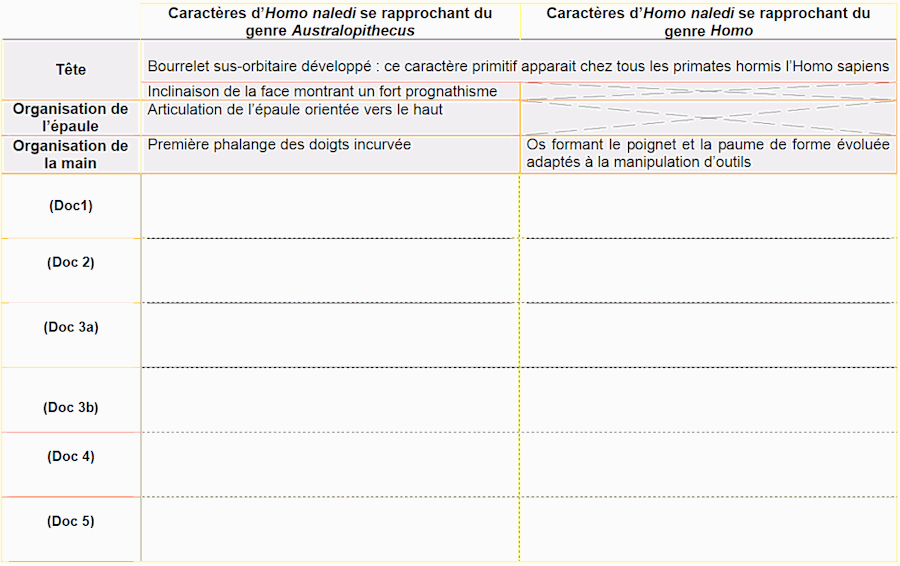 Caractères d'Homo naledi se rapprochant du
genre Australopithecus
Caractères d'Homo naledi se rapprochant du
genre Homo
Tête
Bourrelet sus-orbitaire développé : ce caractère primitif apparait chez tous les primates hormis l'Homo sapiens
Inclinaison de la face montrant un fort prognathisme
Organisation de
l'épaule
Articulation de l'épaule orientée vers le haut
Organisation de
la main
Première phalange des doigts incurvée
Os formant le poignet et la paume de forme évoluée
adaptés à la manipulation d'outils
(Doc1)
(Doc 2)
(Doc 3a)
(Doc 3b)
(Doc 4)
(Doc 5)